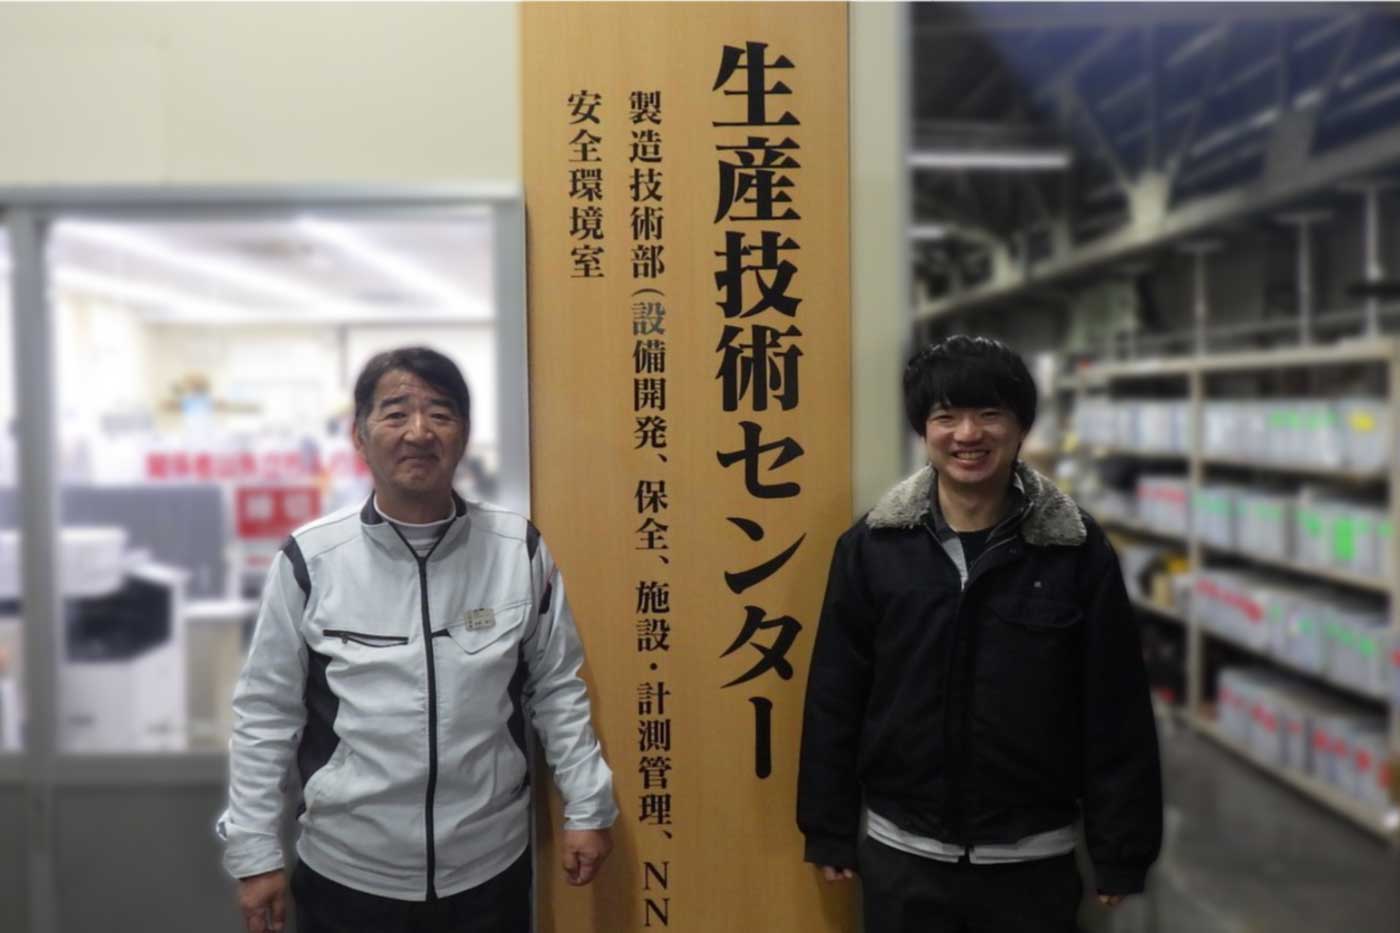 生産技術センター
製造技術部(設備開発、保全、施設・計測管理、NN
安全環境室